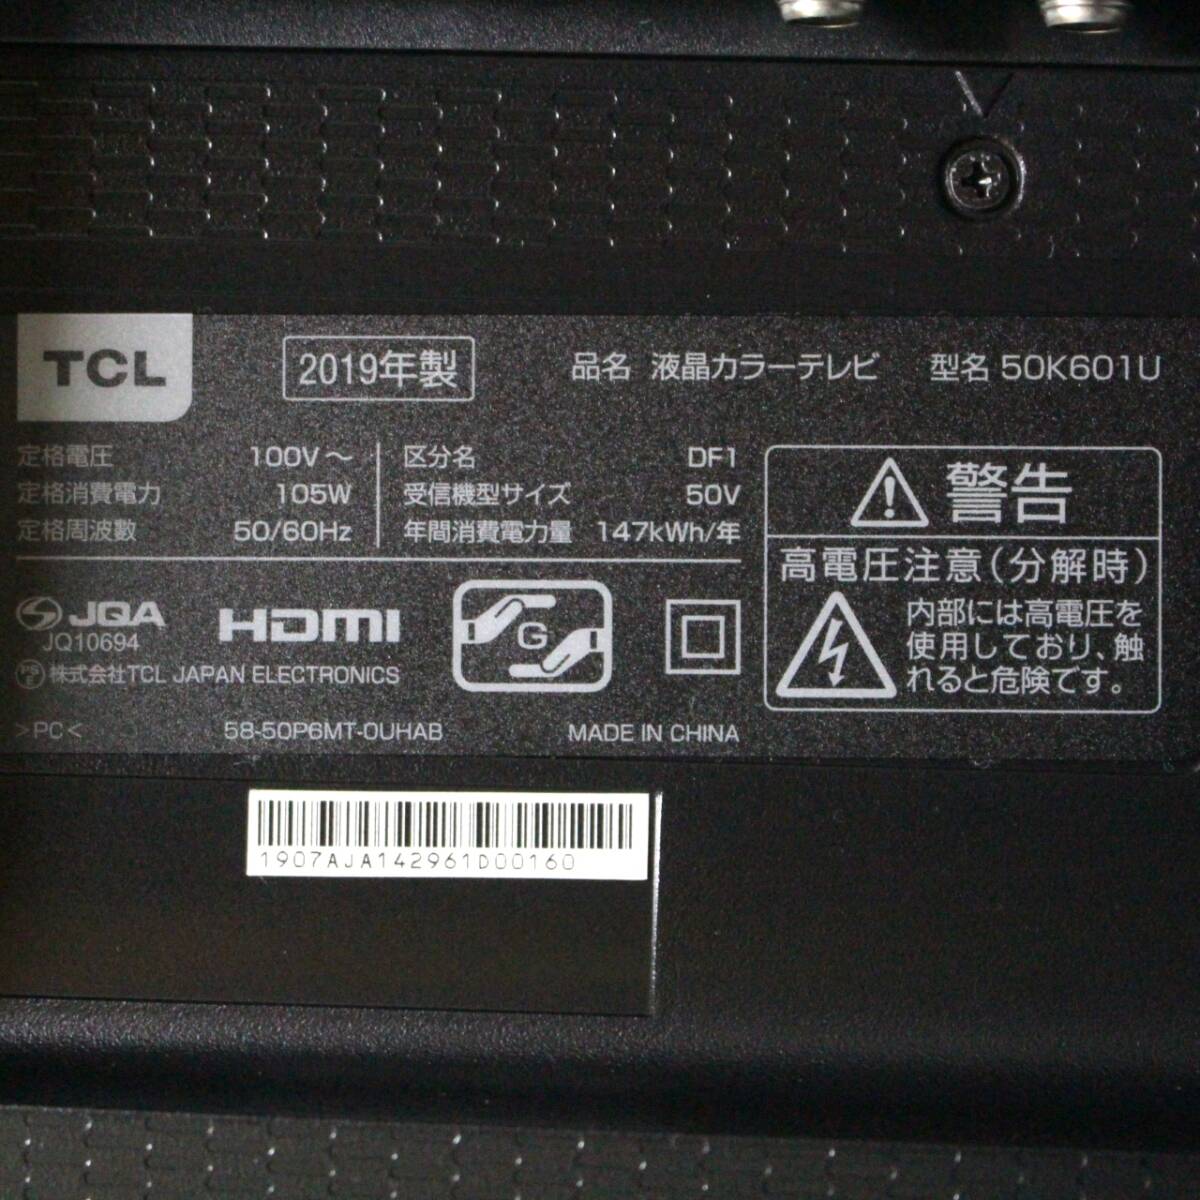 TCL
2019年製
品名 液晶カラーテレビ 型名 50K601U
定格電圧 100V～
定格消費電力 105W
定格周波数 50/60Hz
区分名 DF1
受信機型サイズ 50V
年間消費電力量 147kWh/年
警告
高電圧注意(分解時)
内部には高電圧を
使用しており、触
れると危険です。
JQA
JQ10694
HDMI
G
株式会社TCL JAPAN ELECTRONICS
>PC<
58-50P6MT-0UHAB
MADE IN CHINA
1907AJA142961D00160